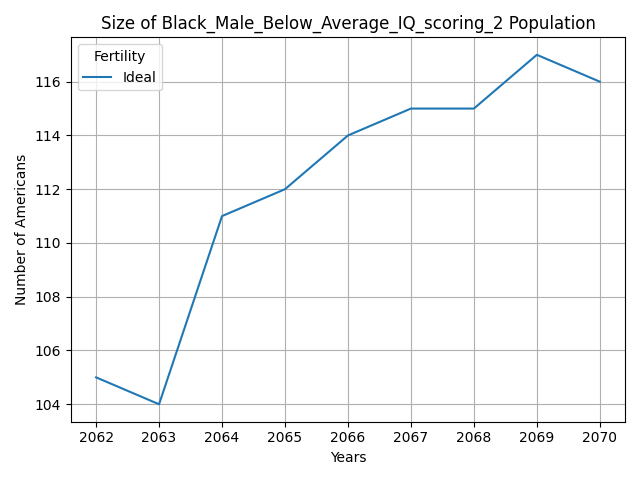 Size of Black_Male_Below_Average_IQ_scoring_2 Population
Fertility
Ideal
116
114
112
110
108
106
104
Number of Americans
2062 2063 2064 2065 2066 2067 2068 2069 2070
Years